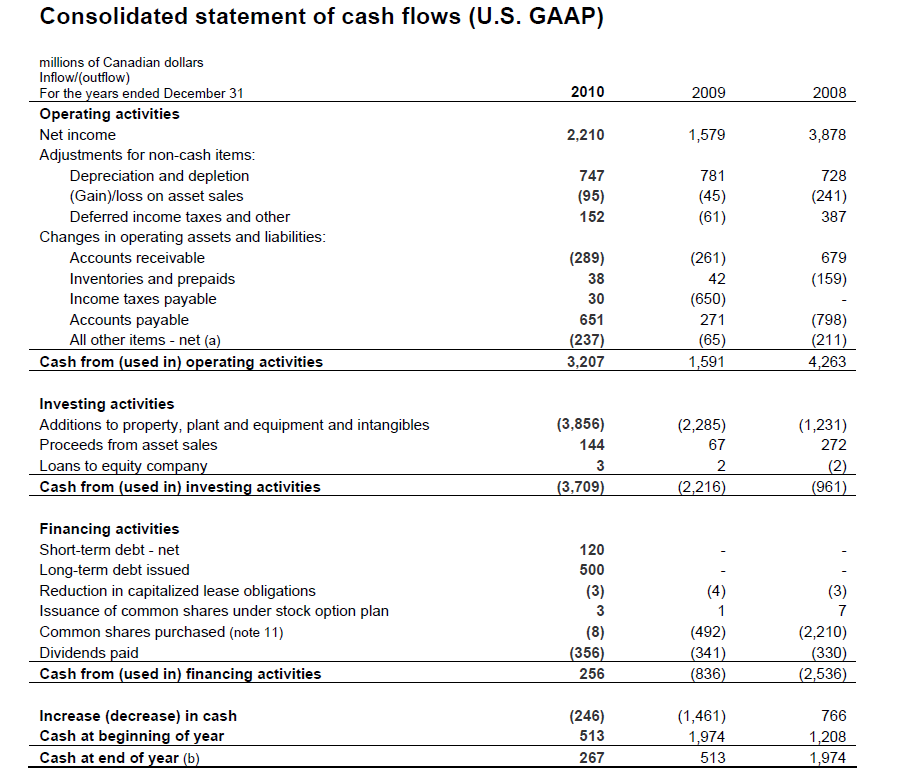 Consolidated statement of cash flows (U.S. GAAP)
millions of Canadian dollars
Inflow/(outflow)
For the years ended December 31 2010 2009 2008
Operating activities
Net income 2,210 1,579 3,878
Adjustments for non-cash items:
Depreciation and depletion 747 781 728
(Gain)/loss on asset sales (95) (45) (241)
Deferred income taxes and other 152 (61) 387
Changes in operating assets and liabilities:
Accounts receivable (289) (261) 679
Inventories and prepaids 38 42 (159)
Income taxes payable 30 (650) -
Accounts payable 651 271 (798)
All other items - net (a) (237) (65) (211)
Cash from (used in) operating activities 3,207 1,591 4,263
Investing activities
Additions to property, plant and equipment and intangibles (3,856) (2,285) (1,231)
Proceeds from asset sales 144 67 272
Loans to equity company 3 2 (2)
Cash from (used in) investing activities (3,709) (2,216) (961)
Financing activities
Short-term debt - net 120 - -
Long-term debt issued 500 - -
Reduction in capitalized lease obligations (3) (4) (3)
Issuance of common shares under stock option plan 3 1 7
Common shares purchased (note 11) (8) (492) (2,210)
Dividends paid (356) (341) (330)
Cash from (used in) financing activities 256 (836) (2,536)
Increase (decrease) in cash (246) (1,461) 766
Cash at beginning of year 513 1,974 1,208
Cash at end of year (b) 267 513 1,974